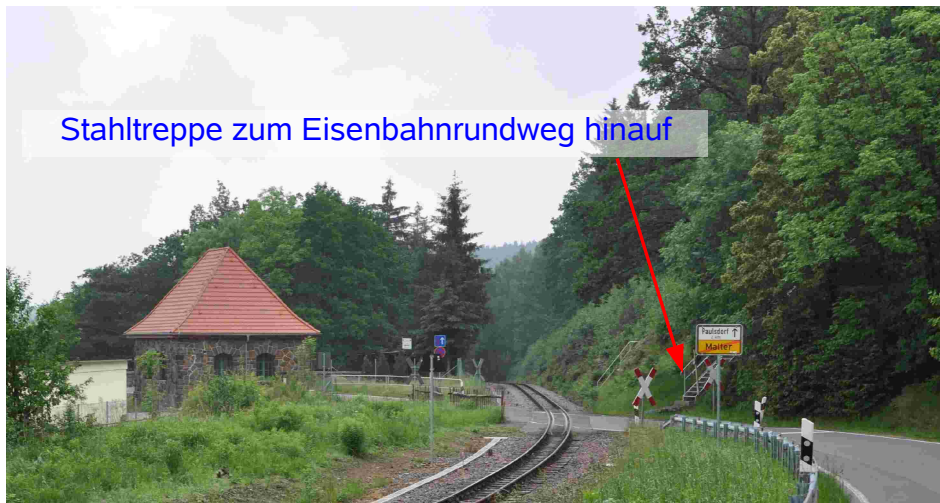 Stahltreppe zum Eisenbahnrundweg hinauf
Paulsdorf ↑
Malter